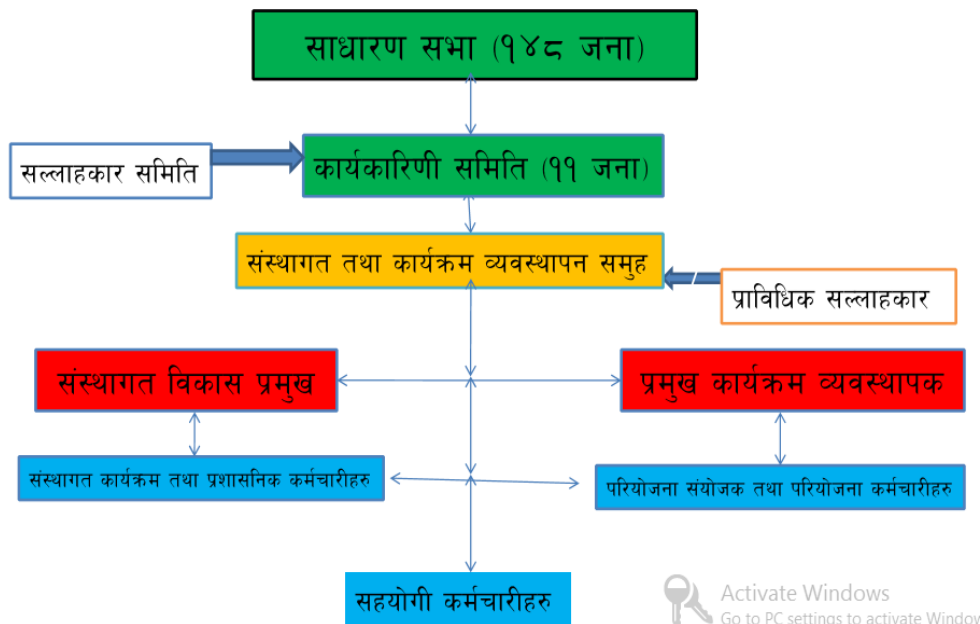 साधारण सभा (१४८ जना)
सल्लाहकार समिति
कार्यकारिणी समिति (११ जना)
संस्थागत तथा कार्यक्रम व्यवस्थापन समुह
प्राविधिक सल्लाहकार
संस्थागत विकास प्रमुख
प्रमुख कार्यक्रम व्यवस्थापक
संस्थागत कार्यक्रम तथा प्रशासनिक कर्मचारीहरु
परियोजना संयोजक तथा परियोजना कर्मचारीहरु
सहयोगी कर्मचारीहरु
Activate Windows
Go to PC settings to activate Window